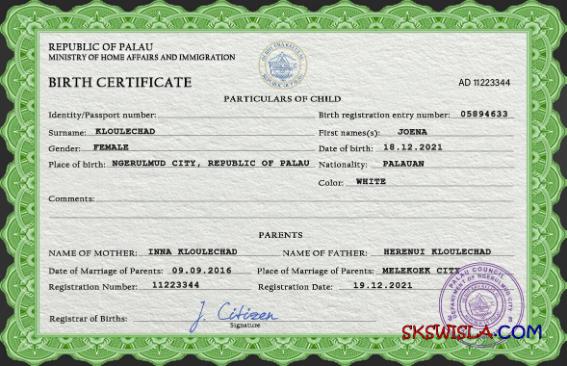 REPUBLIC OF PALAU
MINISTRY OF HOME AFFAIRS AND IMMIGRATION
BIRTH CERTIFICATE
AD 11223344
PARTICULARS OF CHILD
Identity/Passport number: Birth registration entry number: 05894633
Surname: KLOULECHAD First names(s): JOENA
Gender: FEMALE Date of birth: 18.12.2021
Place of birth: NGERULMUD CITY, REPUBLIC OF PALAU Nationality: PALAUAN
Color: WHITE
Comments:
PARENTS
NAME OF MOTHER: INNA KLOULECHAD NAME OF FATHER: HERENUI KLOULECHAD
Date of Marriage of Parents: 09.09.2016 Place of Marriage of Parents: MELEKOEK CITY
Registration Number: 11223344 Registration Date: 19.12.2021
Registrar of Births: J. Citizen
Signature
PALAU COUNCIL
SKSWISLA.COM